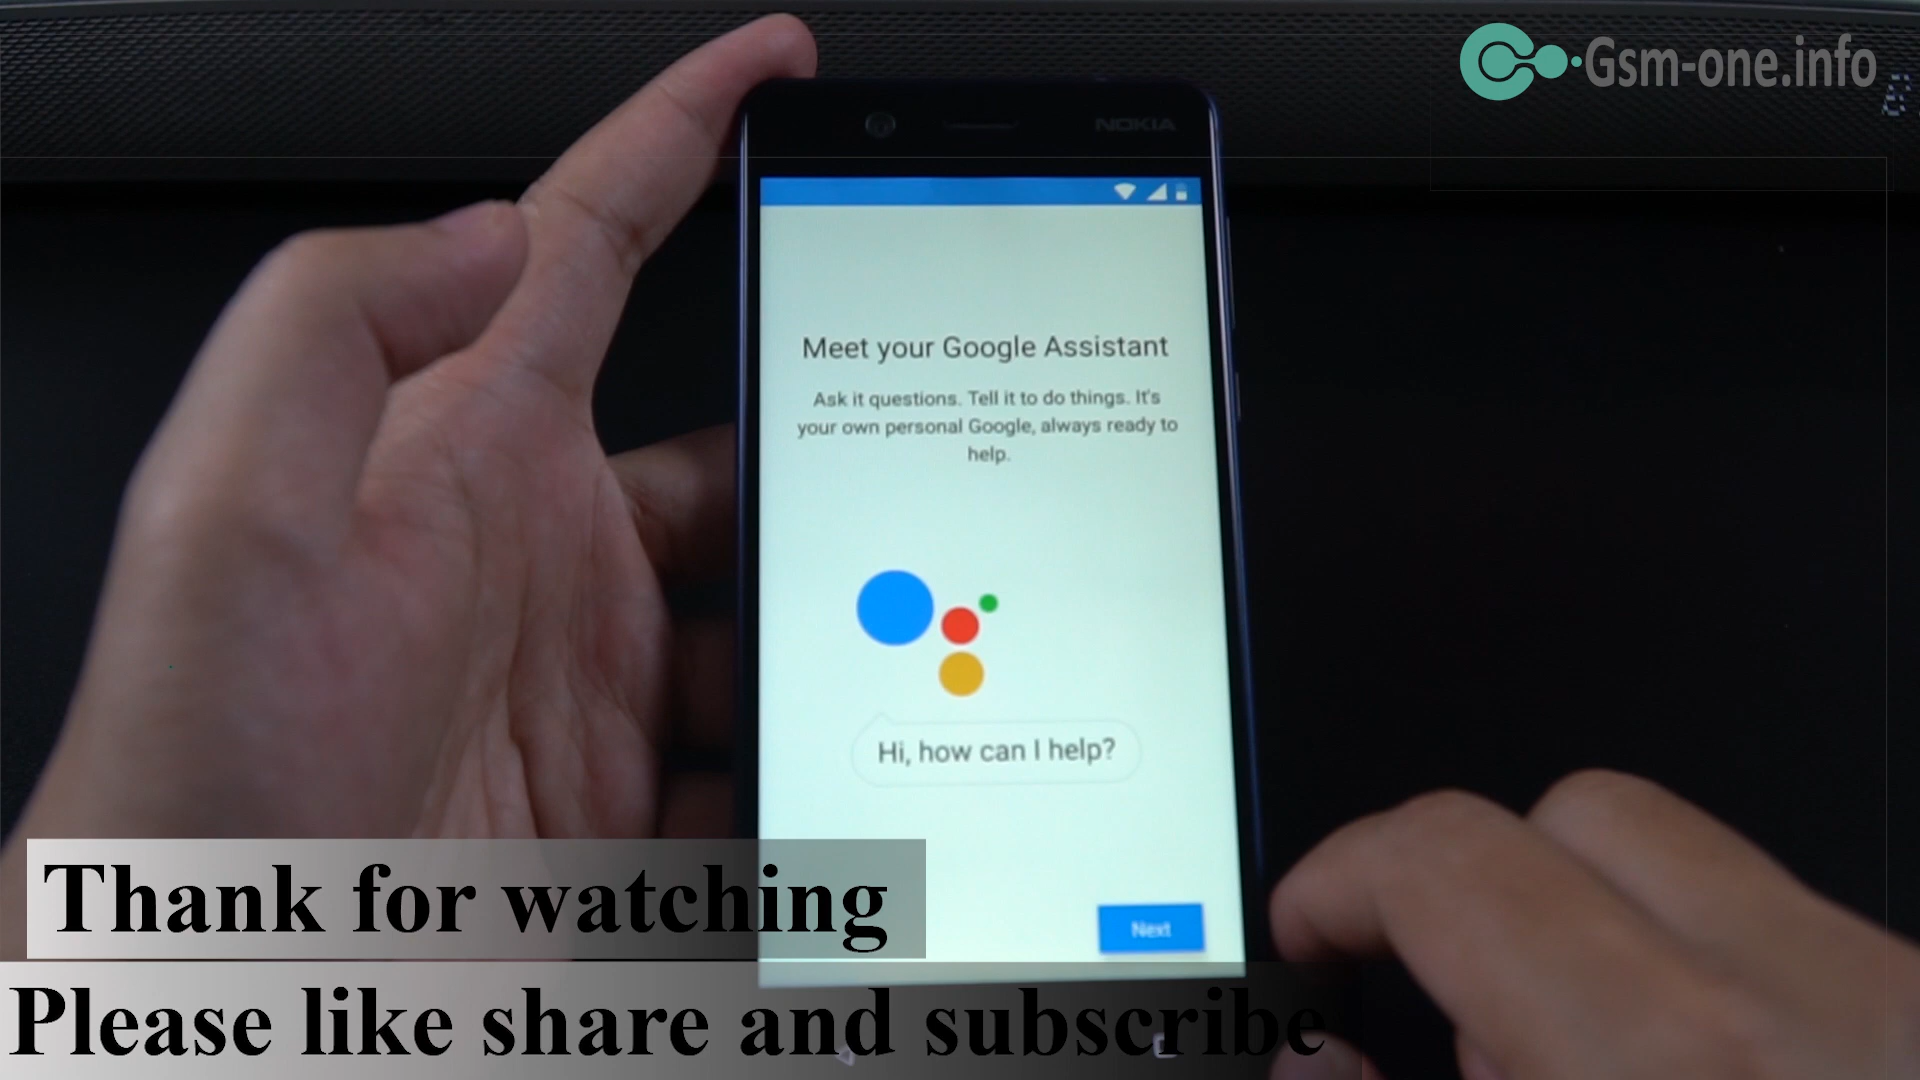 Gsm-one.info
NOKIA
Meet your Google Assistant
Ask it questions. Tell it to do things. It's
your own personal Google, always ready to
help.
Hi, how can I help?
Next
Thank for watching
Please like share and subscribe